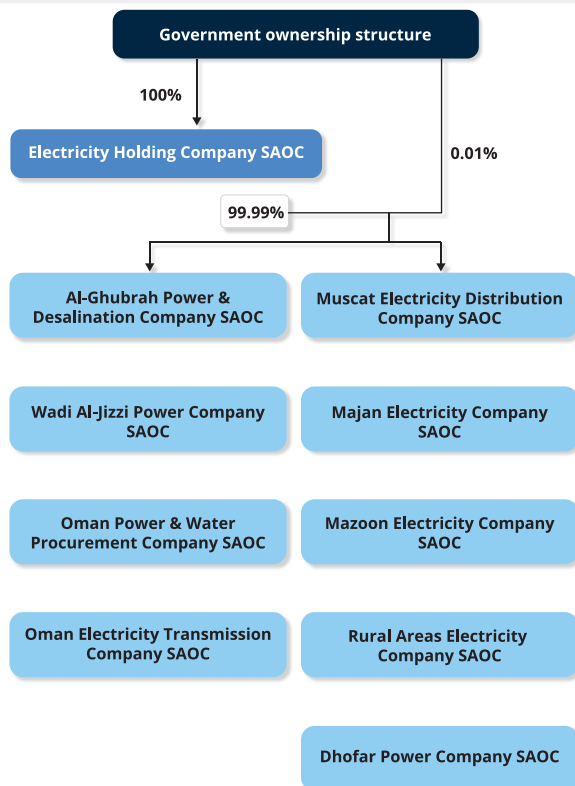 Government ownership structure
100%
Electricity Holding Company SAOC
0.01%
99.99%
Al-Ghubrah Power &
Desalination Company SAOC
Muscat Electricity Distribution
Company SAOC
Wadi Al-Jizzi Power Company
SAOC
Majan Electricity Company
SAOC
Oman Power & Water
Procurement Company SAOC
Mazoon Electricity Company
SAOC
Oman Electricity Transmission
Company SAOC
Rural Areas Electricity
Company SAOC
Dhofar Power Company SAOC